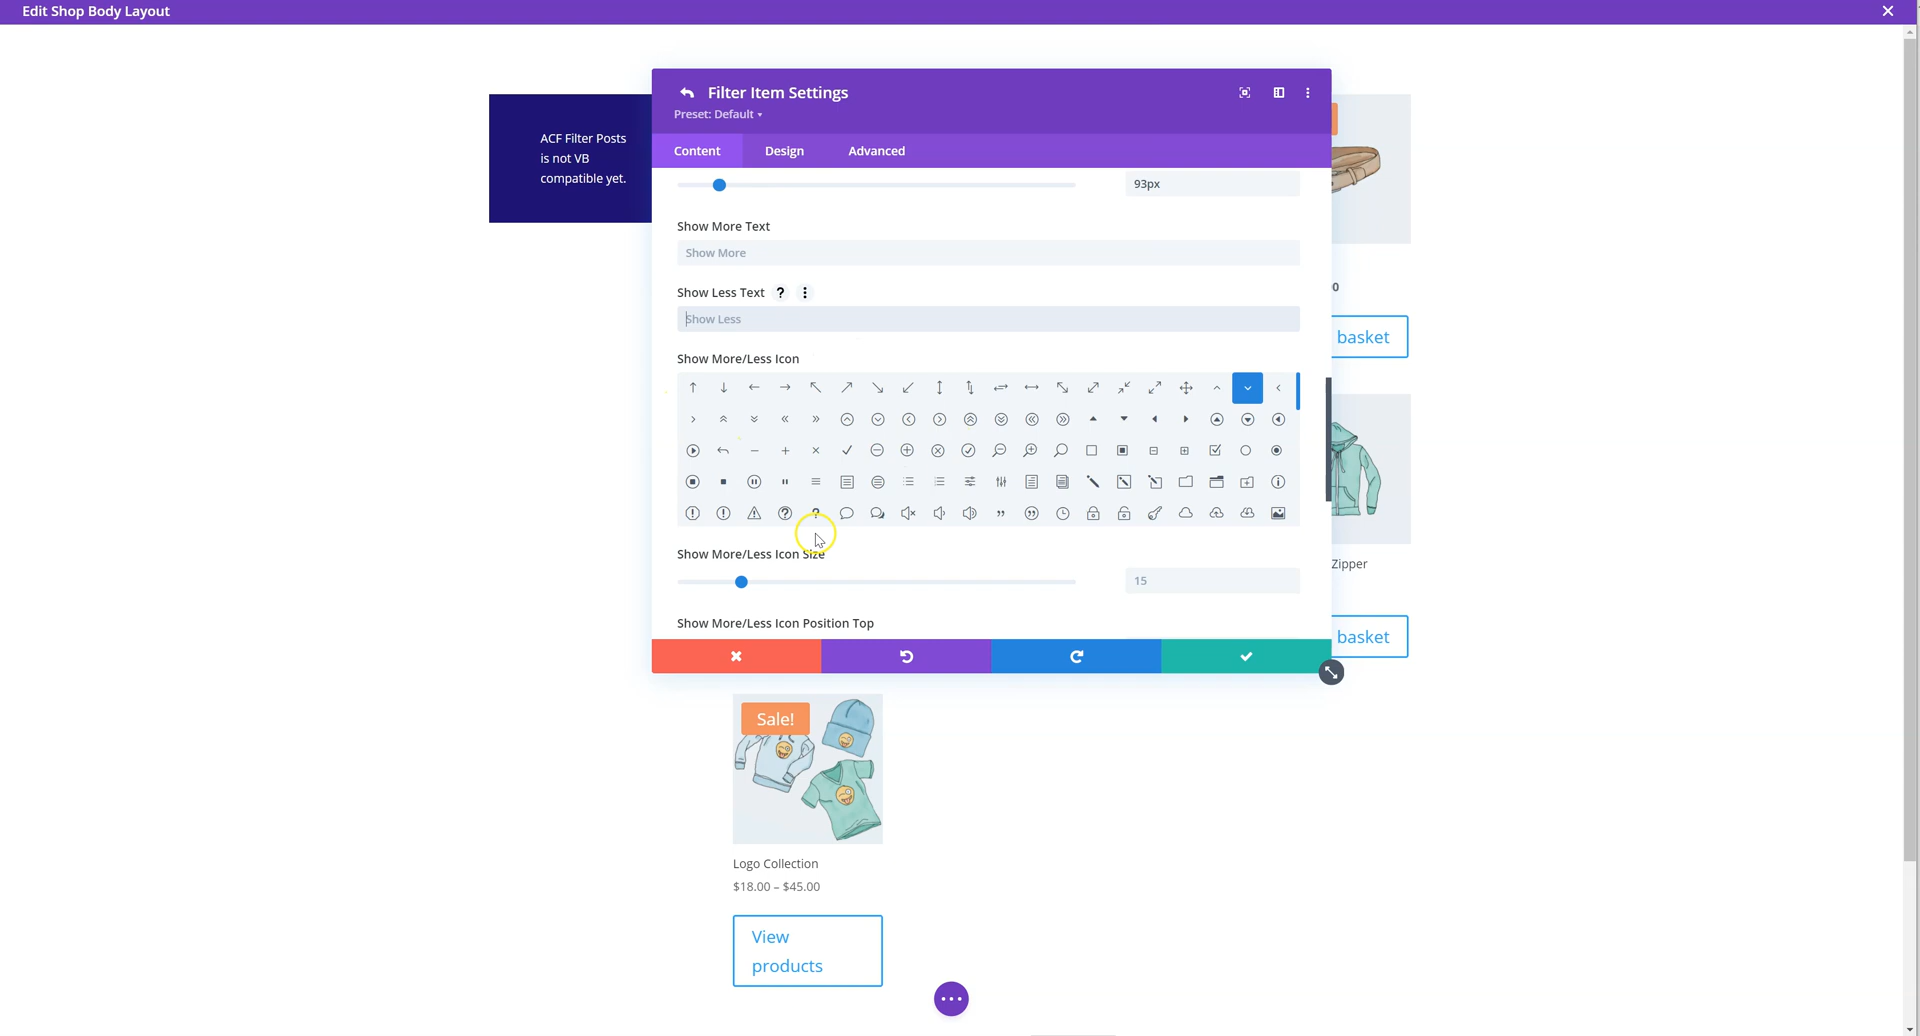 Edit Shop Body Layout
Filter Item Settings
Preset: Default
Content
Design
Advanced
ACF Filter Posts
is not VB
compatible yet.
93px
Show More Text
Show More
Show Less Text
Show Less
Show More/Less Icon
Show More/Less Icon Size
15
Show More/Less Icon Position Top
0
basket
Zipper
basket
Sale!
Logo Collection
$18.00 – $45.00
View
products